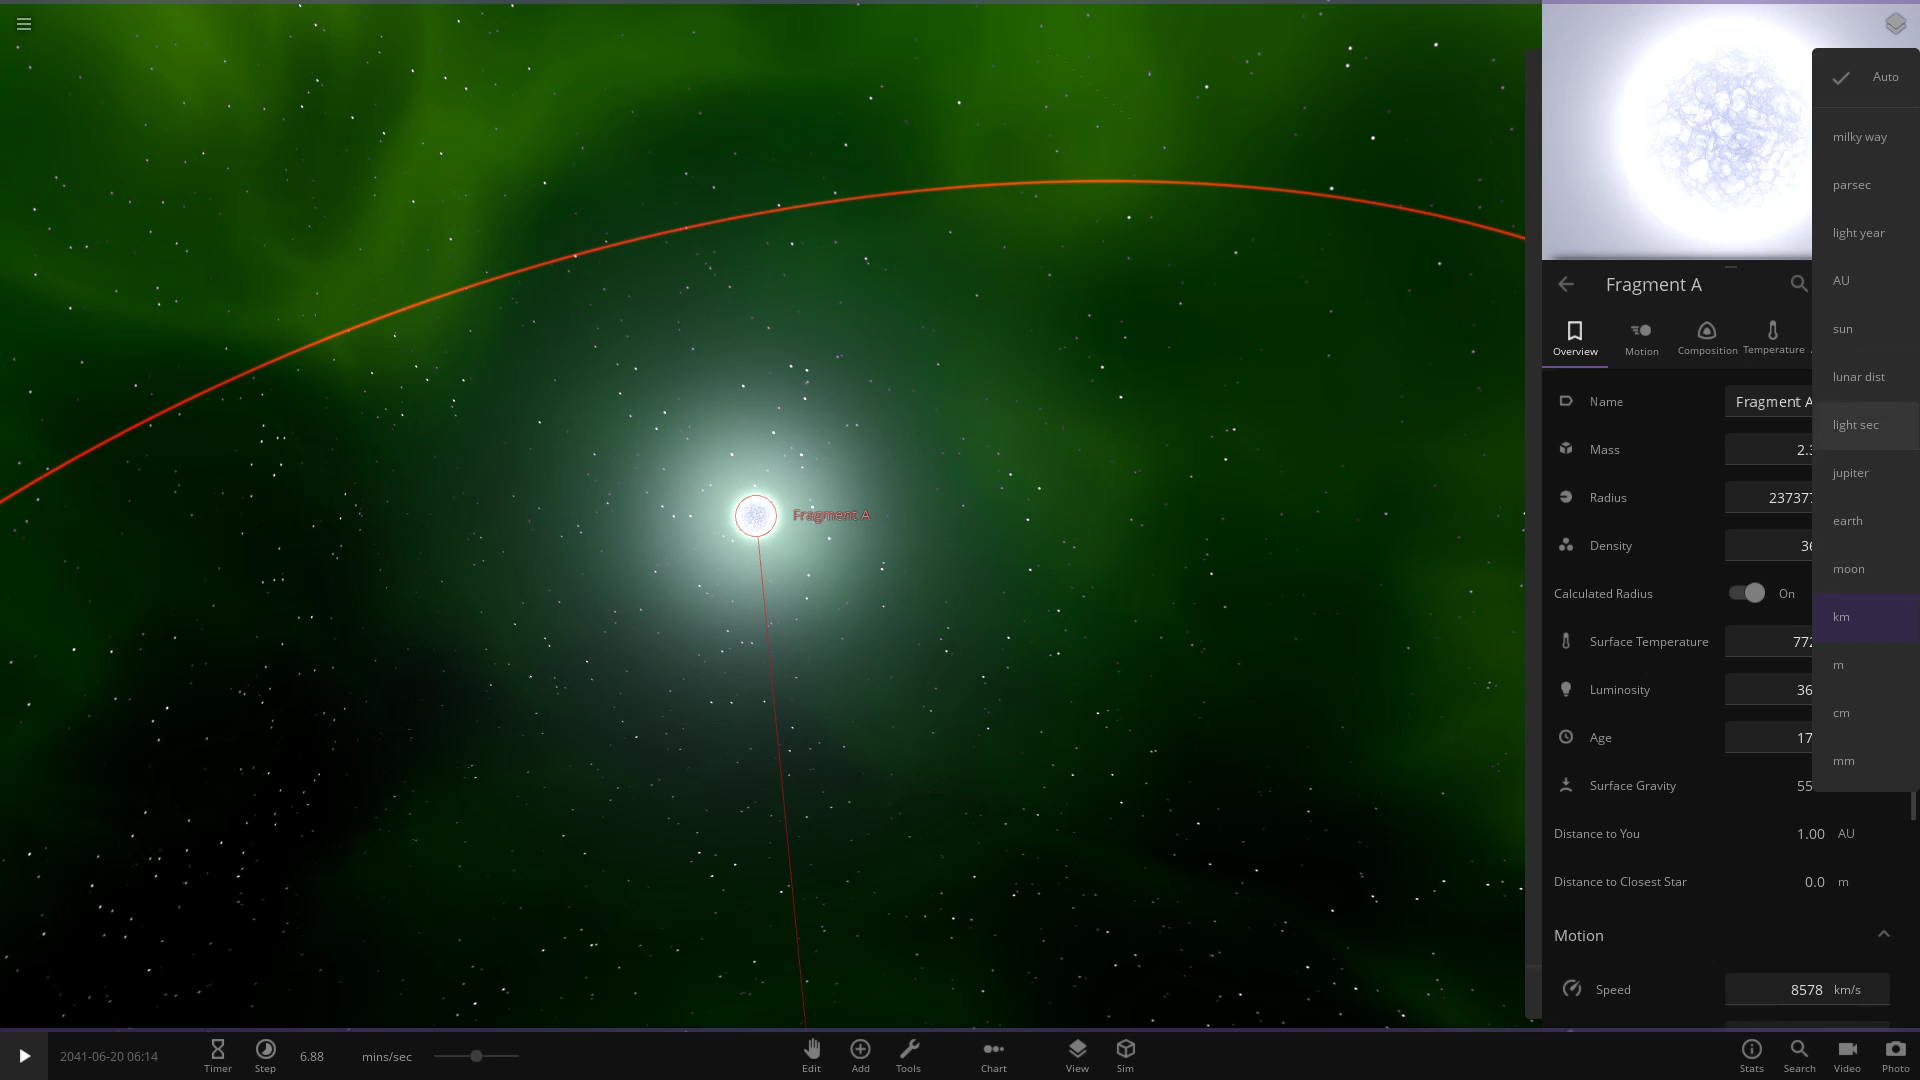 Auto
milky way
parsec
light year
AU
sun
lunar dist
light sec
jupiter
earth
moon
km
m
cm
mm
Fragment A
Overview
Motion
Composition
Temperature
Name Fragment A
Mass 2.3
Radius 237377
Density 36
Calculated Radius On
Surface Temperature 772
Luminosity 36
Age 17
Surface Gravity 55
Distance to You 1.00 AU
Distance to Closest Star 0.0 m
Motion
Speed 8578 km/s
Fragment A
2041-06-20 06:14
Timer
Step
6.88 mins/sec
Edit
Add
Tools
Chart
View
Sim
Stats
Search
Video
Photo